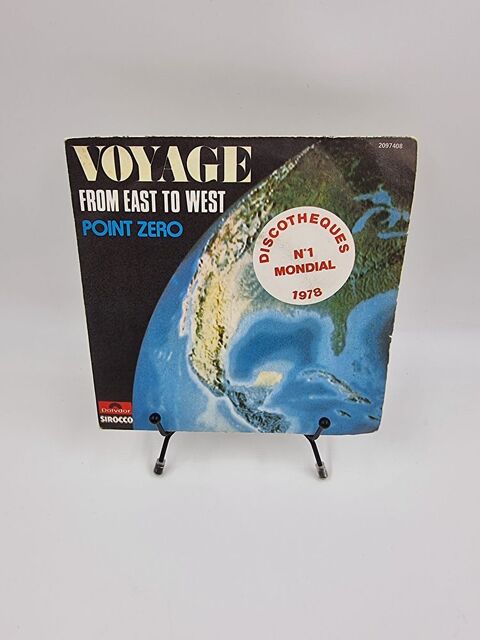 2097408
VOYAGE
FROM EAST TO WEST
POINT ZERO
DISCOTHEQUES
N°1
MONDIAL
1978
Polydor
SIROCCO